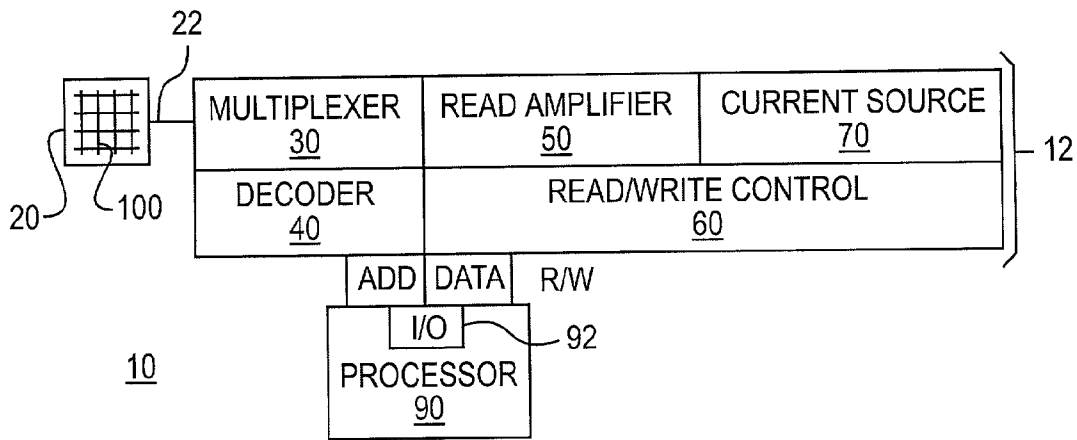 22
MULTIPLEXER
30
READ AMPLIFIER
50
CURRENT SOURCE
70
12
20
100
DECODER
40
READ/WRITE CONTROL
60
ADD
DATA
R/W
I/O
92
PROCESSOR
90
10